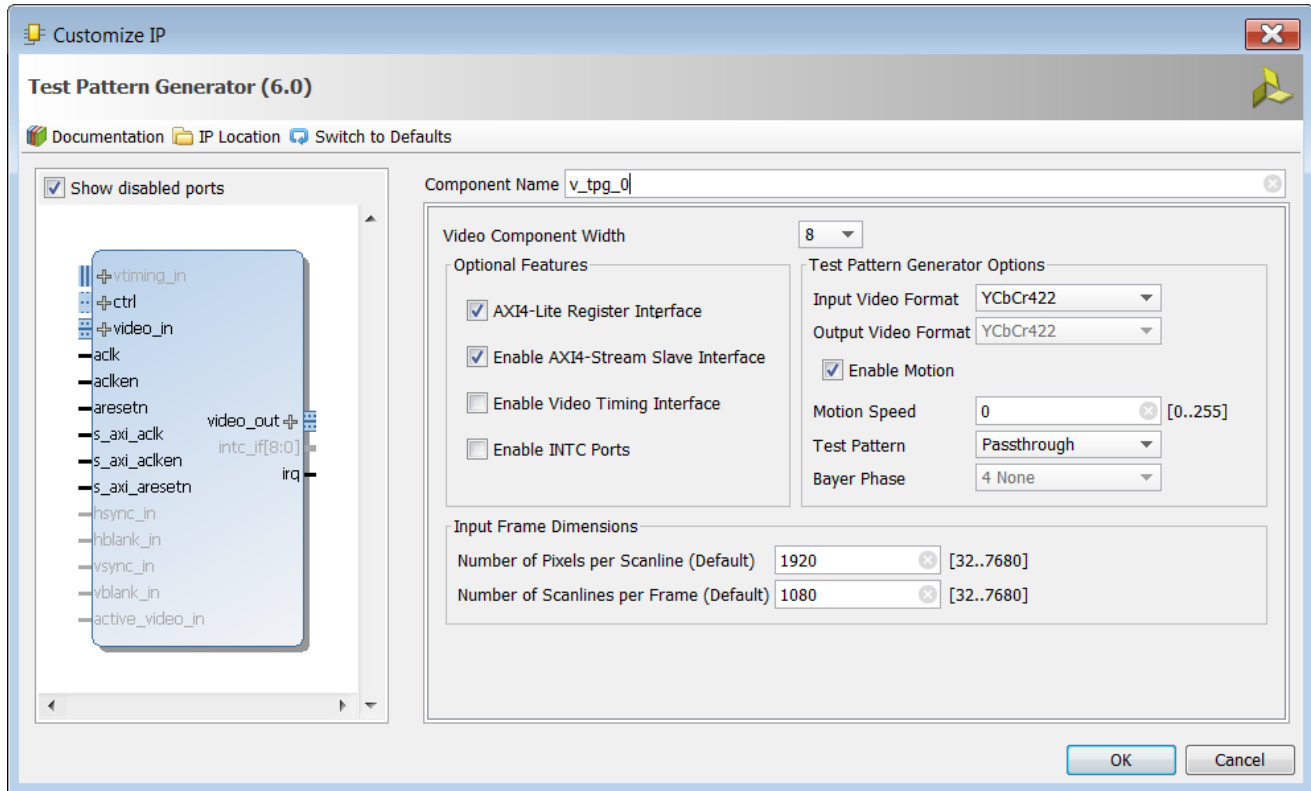 Customize IP
Test Pattern Generator (6.0)
Documentation IP Location Switch to Defaults
Show disabled ports
vtiming_in
ctrl
video_in
aclk
aclken
aresetn
s_axi_aclk
s_axi_aclken
s_axi_aresetn
hsync_in
hblank_in
vsync_in
vblank_in
active_video_in
video_out
intc_if[8:0]
irq
Component Name v_tpg_0
Video Component Width 8
Optional Features
AXI4-Lite Register Interface
Enable AXI4-Stream Slave Interface
Enable Video Timing Interface
Enable INTC Ports
Test Pattern Generator Options
Input Video Format YCbCr422
Output Video Format YCbCr422
Enable Motion
Motion Speed 0 [0..255]
Test Pattern Passthrough
Bayer Phase 4 None
Input Frame Dimensions
Number of Pixels per Scanline (Default) 1920 [32..7680]
Number of Scanlines per Frame (Default) 1080 [32..7680]
OK Cancel